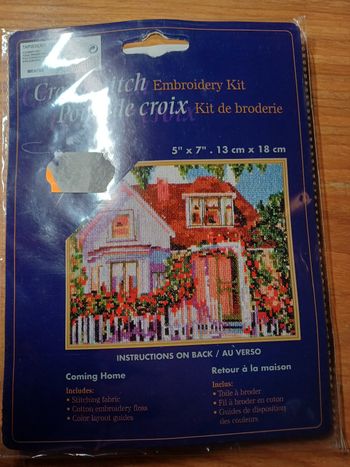 Embroidery Kit
de croix Kit de broderie
5" x 7" . 13 cm x 18 cm
INSTRUCTIONS ON BACK / AU VERSO
Coming Home
Includes:
• Stitching fabric
• Cotton embroidery floss
• Color layout guides
Retour à la maison
Inclus:
• Toile à broder
• Fil à broder en coton
• Guides de disposition
des couleurs